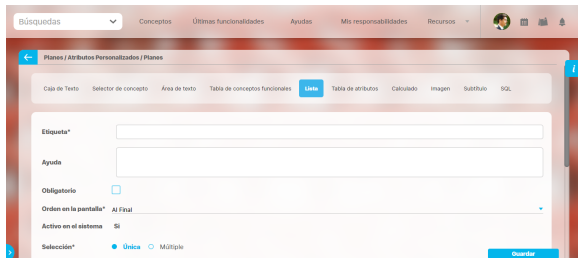 Búsquedas Conceptos Últimas funcionalidades Ayudas Mis responsabilidades Recursos
Planos / Atributos Personalizados / Planos
i
Caja de Texto Selector de concepto Área de texto Tabla de conceptos funcionales Lista Tabla de atributos Calculado Imagen Subtítulo SQL
Etiqueta*
Ayuda
Obligatorio
Orden en la pantalla* Al Final
Activo en el sistema Si
Selección* Única Múltiple
Guardar